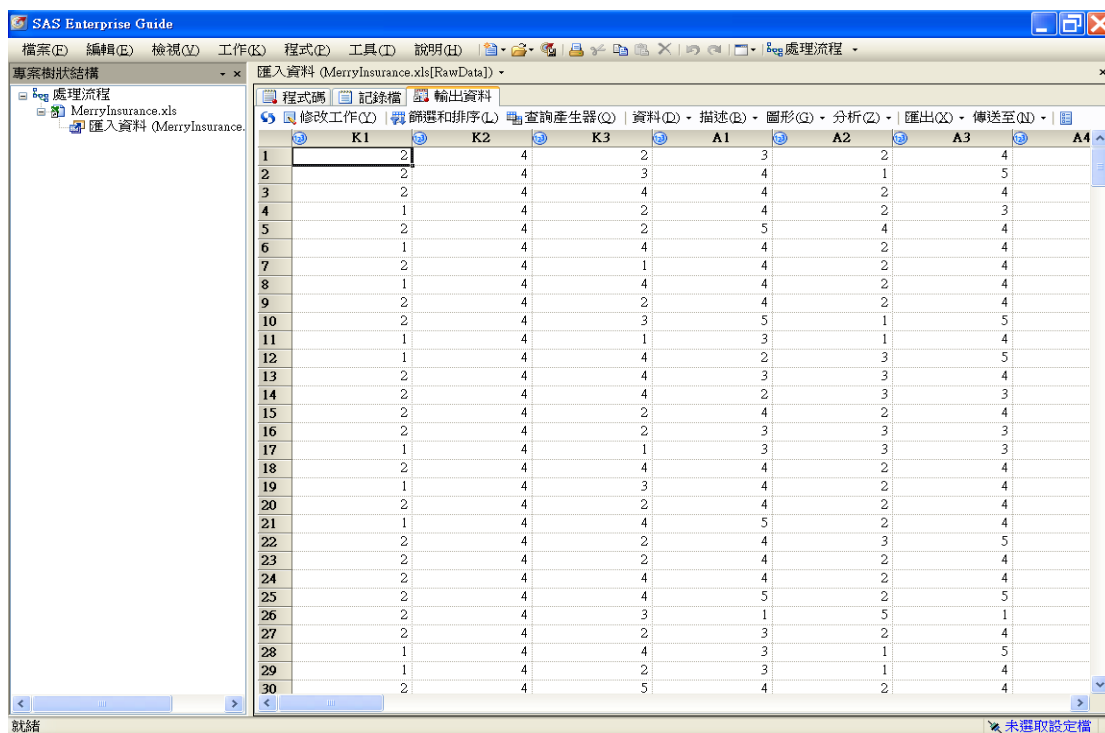 SAS Enterprise Guide
檔案(F) 編輯(E) 檢視(V) 工作(K) 程式(P) 工具(T) 說明(H) 處理流程
專案樹狀結構
匯入資料 (MerryInsurance.xls[RawData])
處理流程
MerryInsurance.xls
匯入資料 (MerryInsurance.
程式碼 記錄檔 輸出資料
修改工作(Y) 篩選和排序(L) 查詢產生器(Q) 資料(D) 描述(B) 圖形(G) 分析(Z) 匯出(X) 傳送至(N)
K1 K2 K3 A1 A2 A3 A4
1 2 4 2 3 2 4
2 2 4 3 4 1 5
3 2 4 4 4 2 4
4 1 4 2 4 2 3
5 2 4 2 5 4 4
6 1 4 4 4 2 4
7 2 4 1 4 2 4
8 1 4 4 4 2 4
9 2 4 2 4 2 4
10 2 4 3 5 1 5
11 1 4 1 3 1 4
12 1 4 4 2 3 5
13 2 4 4 3 3 4
14 2 4 4 2 3 3
15 2 4 2 4 2 4
16 2 4 2 3 3 3
17 1 4 1 3 3 3
18 2 4 4 4 2 4
19 1 4 3 4 2 4
20 2 4 2 4 2 4
21 1 4 4 5 2 4
22 2 4 2 4 3 5
23 2 4 2 4 2 4
24 2 4 4 4 2 4
25 2 4 4 5 2 5
26 2 4 3 1 5 1
27 2 4 2 3 2 4
28 1 4 4 3 1 5
29 1 4 2 3 1 4
30 2 4 5 4 2 4
就緒
未選取設定檔